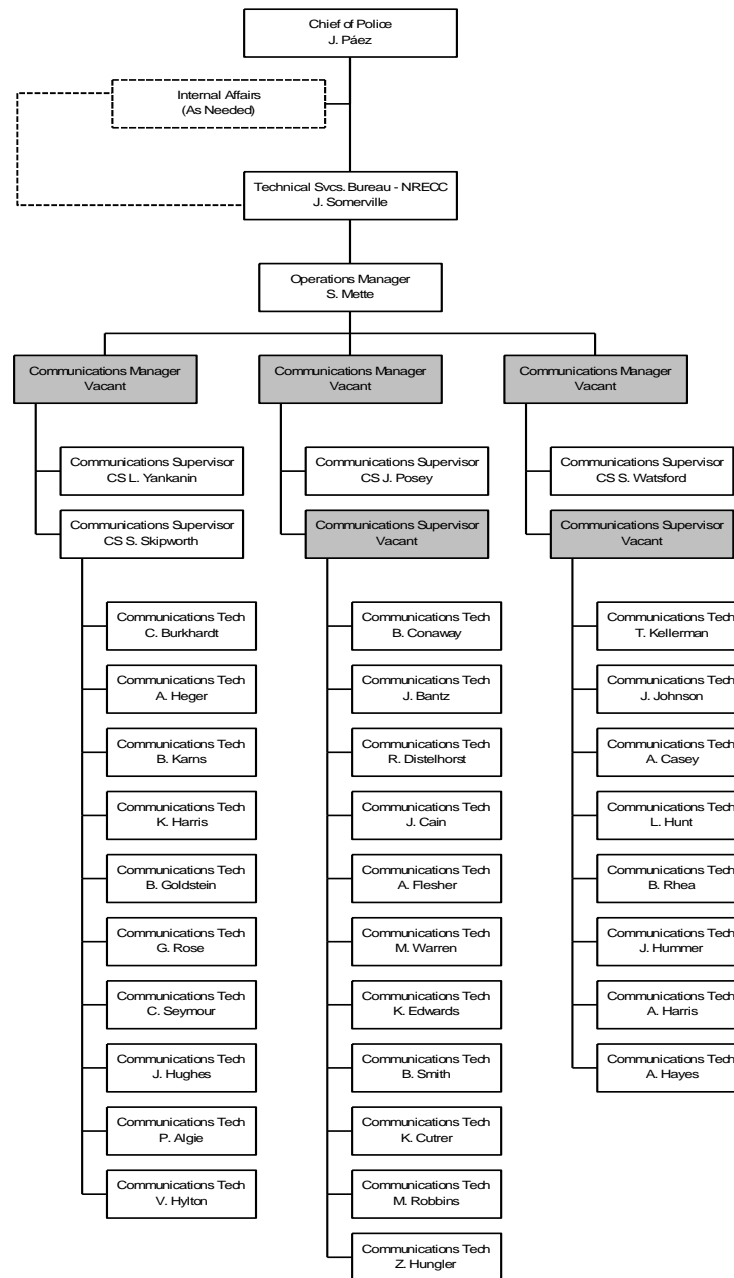 Chief of Police
J. Páez
Internal Affairs
(As Needed)
Technical Svcs. Bureau - NRECC
J. Somerville
Operations Manager
S. Mette
Communications Manager
Vacant
Communications Supervisor
CS L. Yankanin
Communications Supervisor
CS S. Skipworth
Communications Tech
C. Burkhardt
Communications Tech
A. Heger
Communications Tech
B. Karns
Communications Tech
K. Harris
Communications Tech
B. Goldstein
Communications Tech
G. Rose
Communications Tech
C. Seymour
Communications Tech
J. Hughes
Communications Tech
P. Algie
Communications Tech
V. Hylton
Communications Manager
Vacant
Communications Supervisor
CS J. Posey
Communications Supervisor
Vacant
Communications Tech
B. Conaway
Communications Tech
J. Bantz
Communications Tech
R. Distelhorst
Communications Tech
J. Cain
Communications Tech
A. Flesher
Communications Tech
M. Warren
Communications Tech
K. Edwards
Communications Tech
B. Smith
Communications Tech
K. Cutrer
Communications Tech
M. Robbins
Communications Tech
Z. Hungler
Communications Manager
Vacant
Communications Supervisor
CS S. Watsford
Communications Supervisor
Vacant
Communications Tech
T. Kellerman
Communications Tech
J. Johnson
Communications Tech
A. Casey
Communications Tech
L. Hunt
Communications Tech
B. Rhea
Communications Tech
J. Hummer
Communications Tech
A. Harris
Communications Tech
A. Hayes